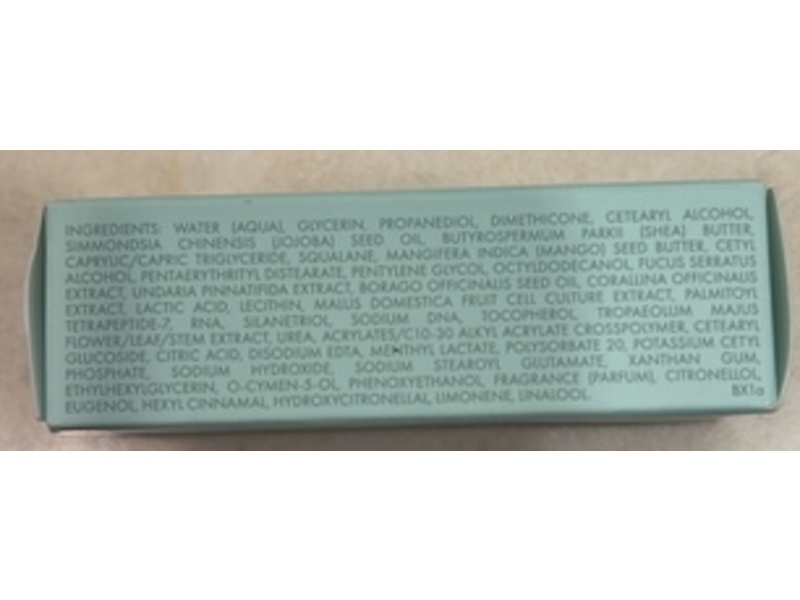 INGREDIENTS: WATER (AQUA), GLYCERIN, PROPANEDIOL, DIMETHICONE, CETEARYL ALCOHOL,
SIMMONDSIA CHINENSIS (JOJOBA) SEED OIL, BUTYROSPERMUM PARKII (SHEA) BUTTER,
CAPRYLIC/CAPRIC TRIGLYCERIDE, SQUALANE, MANGIFERA INDICA (MANGO) SEED BUTTER, CETYL
ALCOHOL, PENTAERYTHRITYL DISTEARATE, PENTYLENE GLYCOL, OCTYLDODECANOL, FUCUS SERRATUS
EXTRACT, UNDARIA PINNATIFIDA EXTRACT, BORAGO OFFICINALIS SEED OIL, CORALLINA OFFICINALIS
EXTRACT, LACTIC ACID, LECITHIN, MALUS DOMESTICA FRUIT CELL CULTURE EXTRACT, PALMITOYL
TETRAPEPTIDE-7, RNA, SILANETRIOL, SODIUM DNA, TOCOPHEROL, TROPAEOLUM MAJUS
FLOWER/LEAF/STEM EXTRACT, UREA, ACRYLATES/C10-30 ALKYL ACRYLATE CROSSPOLYMER, CETEARYL
GLUCOSIDE, CITRIC ACID, DISODIUM EDTA, MENTHYL LACTATE, POLYSORBATE 20, POTASSIUM CETYL
PHOSPHATE, SODIUM HYDROXIDE, SODIUM STEAROYL GLUTAMATE, XANTHAN GUM,
ETHYLHEXYLGLYCERIN, O-CYMEN-5-OL, PHENOXYETHANOL, FRAGRANCE (PARFUM), CITRONELLOL,
EUGENOL, HEXYL CINNAMAL, HYDROXYCITRONELLAL, LIMONENE, LINALOOL. BX1a